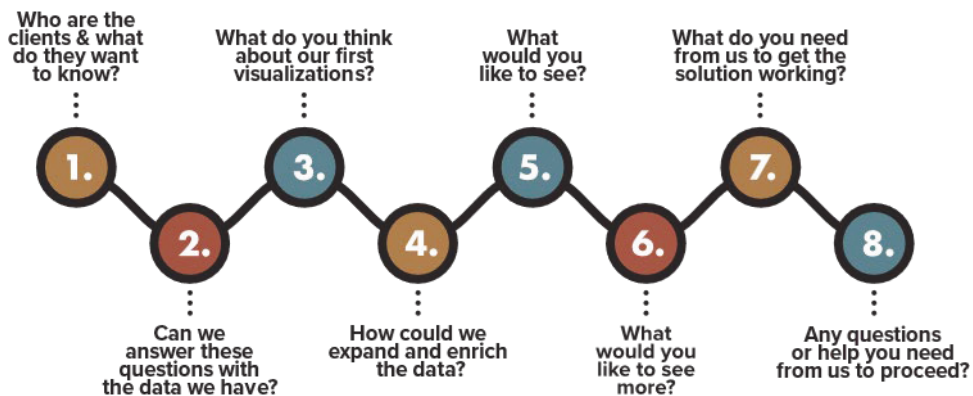 Who are the
clients & what
do they want
to know?
1.
Can we
answer these
questions with
the data we have?
2.
What do you think
about our first
visualizations?
3.
How could we
expand and enrich
the data?
4.
What
would you
like to see?
5.
What
would you
like to see
more?
6.
What do you need
from us to get the
solution working?
7.
Any questions
or help you need
from us to proceed?
8.